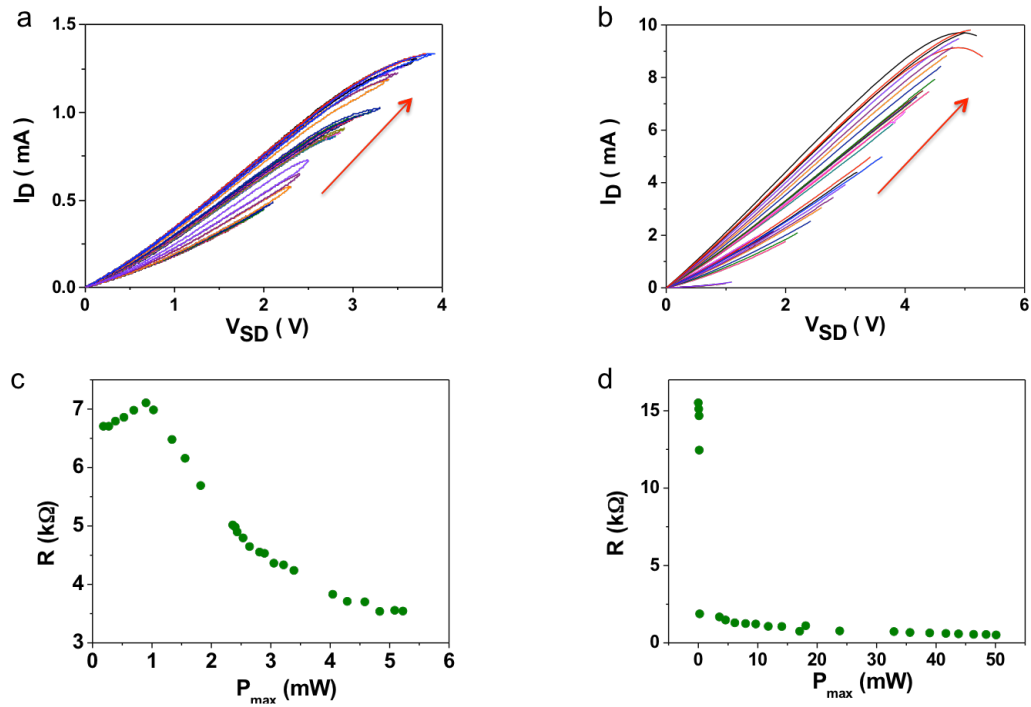 a
1.5
1.0
0.5
0.0
I_D ( mA)
0 1 2 3 4
V_SD ( V)
b
10
8
6
4
2
0
I_D ( mA)
0 2 4 6
V_SD ( V)
c
7
6
5
4
3
R (kΩ)
0 1 2 3 4 5 6
P_max (mW)
d
15
10
5
0
R (kΩ)
0 10 20 30 40 50
P_max (mW)